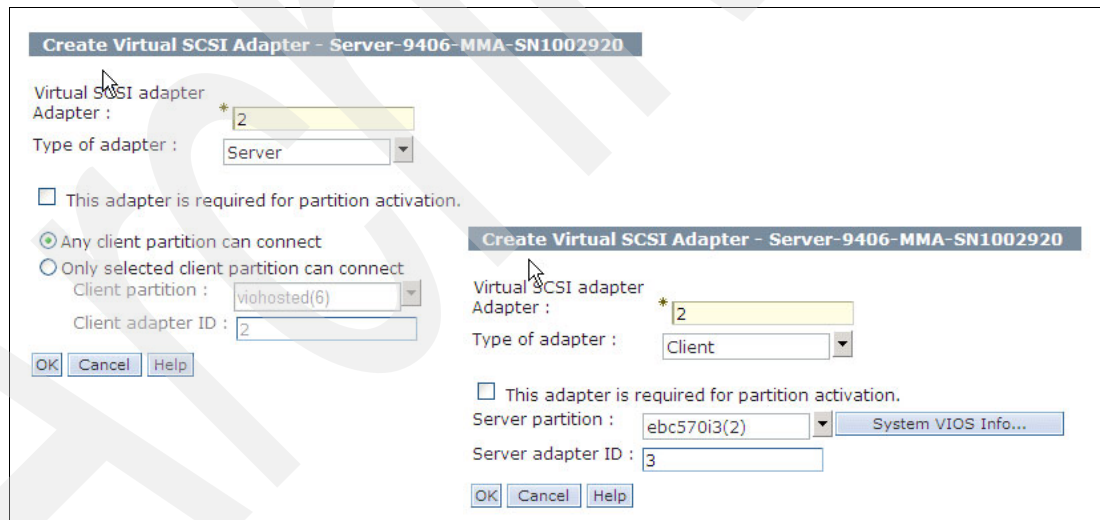 Create Virtual SCSI Adapter - Server-9406-MMA-SN1002920
Virtual SCSI adapter
Adapter : * 2
Type of adapter : Server
This adapter is required for partition activation.
Any client partition can connect
Only selected client partition can connect
Client partition : viohosted(6)
Client adapter ID : 2
OK Cancel Help
Create Virtual SCSI Adapter - Server-9406-MMA-SN1002920
Virtual SCSI adapter
Adapter : * 2
Type of adapter : Client
This adapter is required for partition activation.
Server partition : ebc570i3(2) System VIOS Info...
Server adapter ID : 3
OK Cancel Help